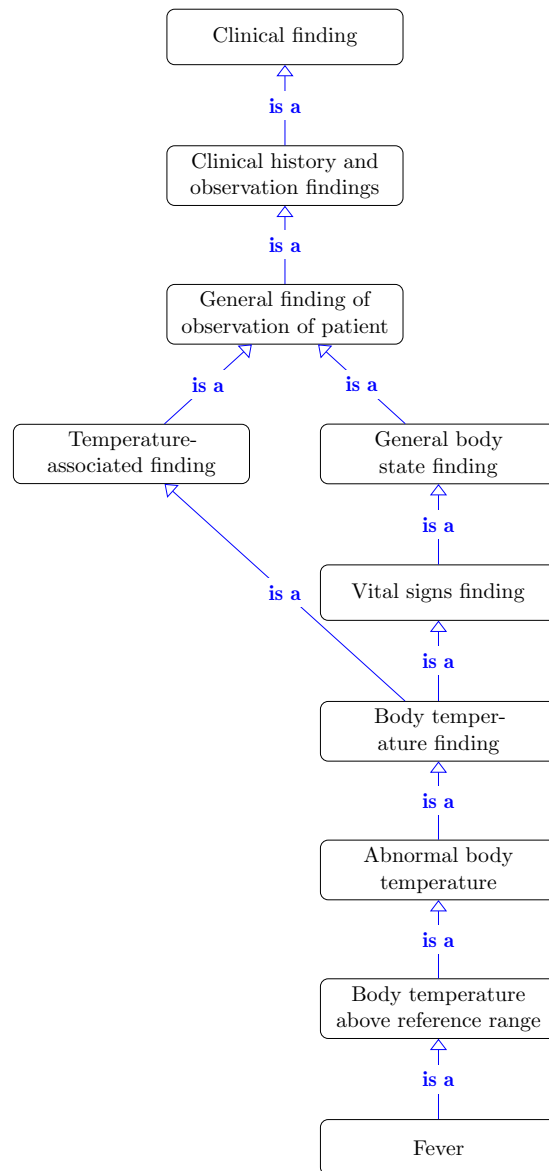 Clinical finding
is a
Clinical history and
observation findings
is a
General finding of
observation of patient
is a
is a
Temperature-
associated finding
General body
state finding
is a
Vital signs finding
is a
is a
Body temper-
ature finding
is a
Abnormal body
temperature
is a
Body temperature
above reference range
is a
Fever